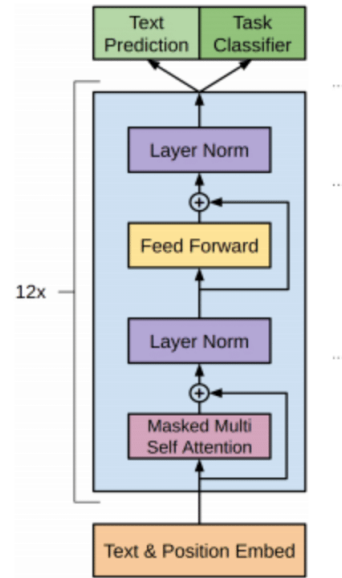 Text Prediction
Task Classifier
Layer Norm
Feed Forward
12x
Layer Norm
Masked Multi
Self Attention
Text & Position Embed